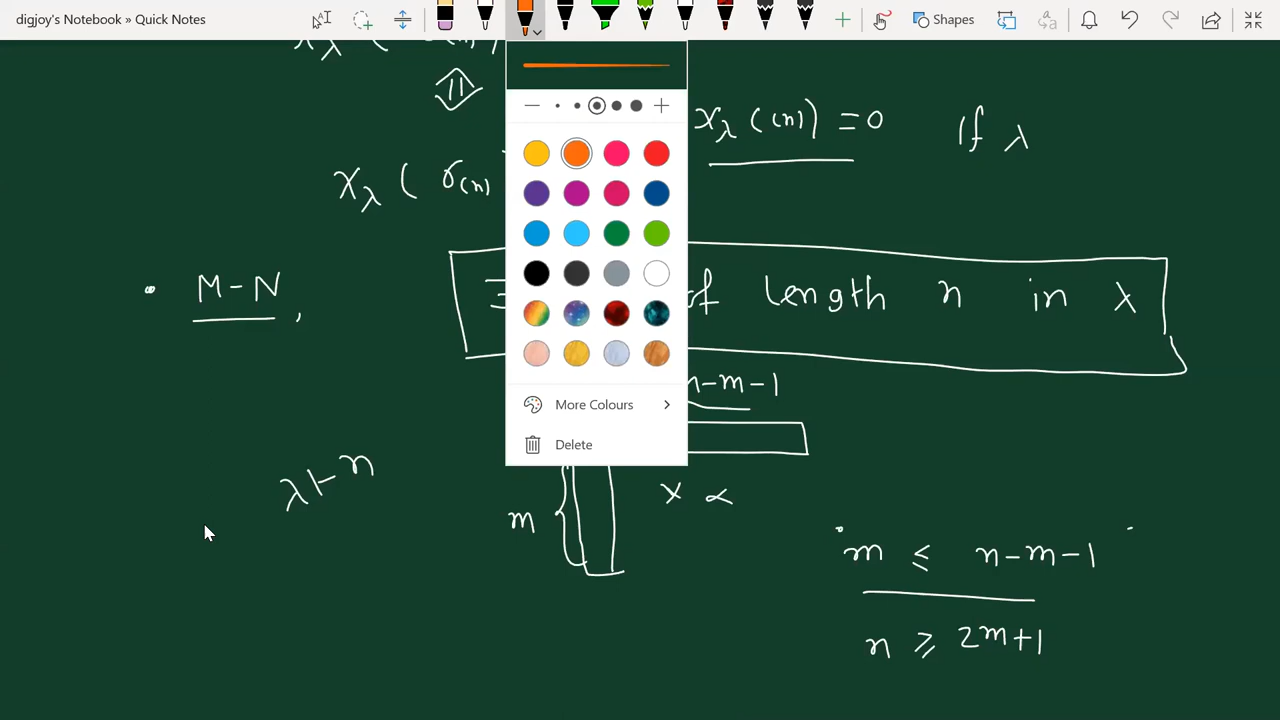 digjoy's Notebook » Quick Notes
Shapes
χλ (
χλ ((n)) = 0 If λ
χλ ( σ(n)
• M-N,
of length n in λ
n-m-1
More Colours
Delete
λ⊢n
m
x α
m ≤ n-m-1
n ⩾ 2m+1